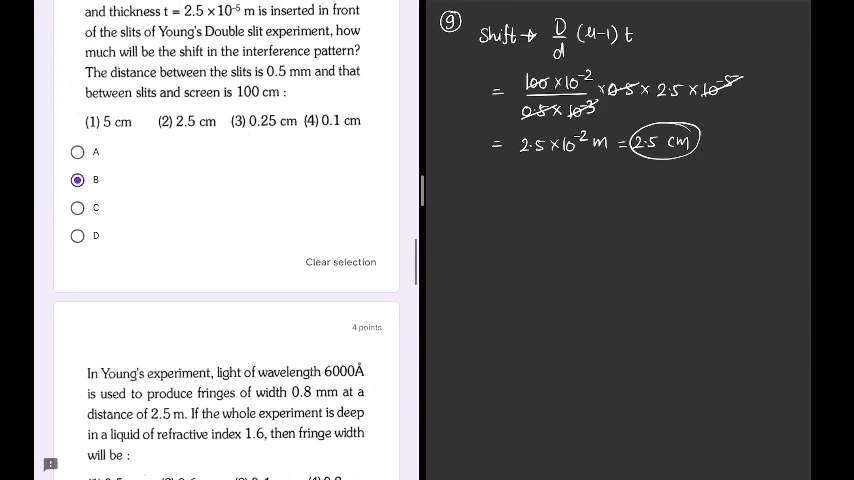 and thickness t = 2.5 × 10⁻⁵ m is inserted in front
of the slits of Young's Double slit experiment, how
much will be the shift in the interference pattern?
The distance between the slits is 0.5 mm and that
between slits and screen is 100 cm :
(1) 5 cm (2) 2.5 cm (3) 0.25 cm (4) 0.1 cm
A
B
C
D
Clear selection
4 points
In Young's experiment, light of wavelength 6000Å
is used to produce fringes of width 0.8 mm at a
distance of 2.5 m. If the whole experiment is deep
in a liquid of refractive index 1.6, then fringe width
will be :
9
Shift → D/d (μ-1) t
= 100 × 10⁻² / 0.5 × 10⁻³ × 0.5 × 2.5 × 10⁻⁵
= 2.5 × 10⁻² m = 2.5 cm